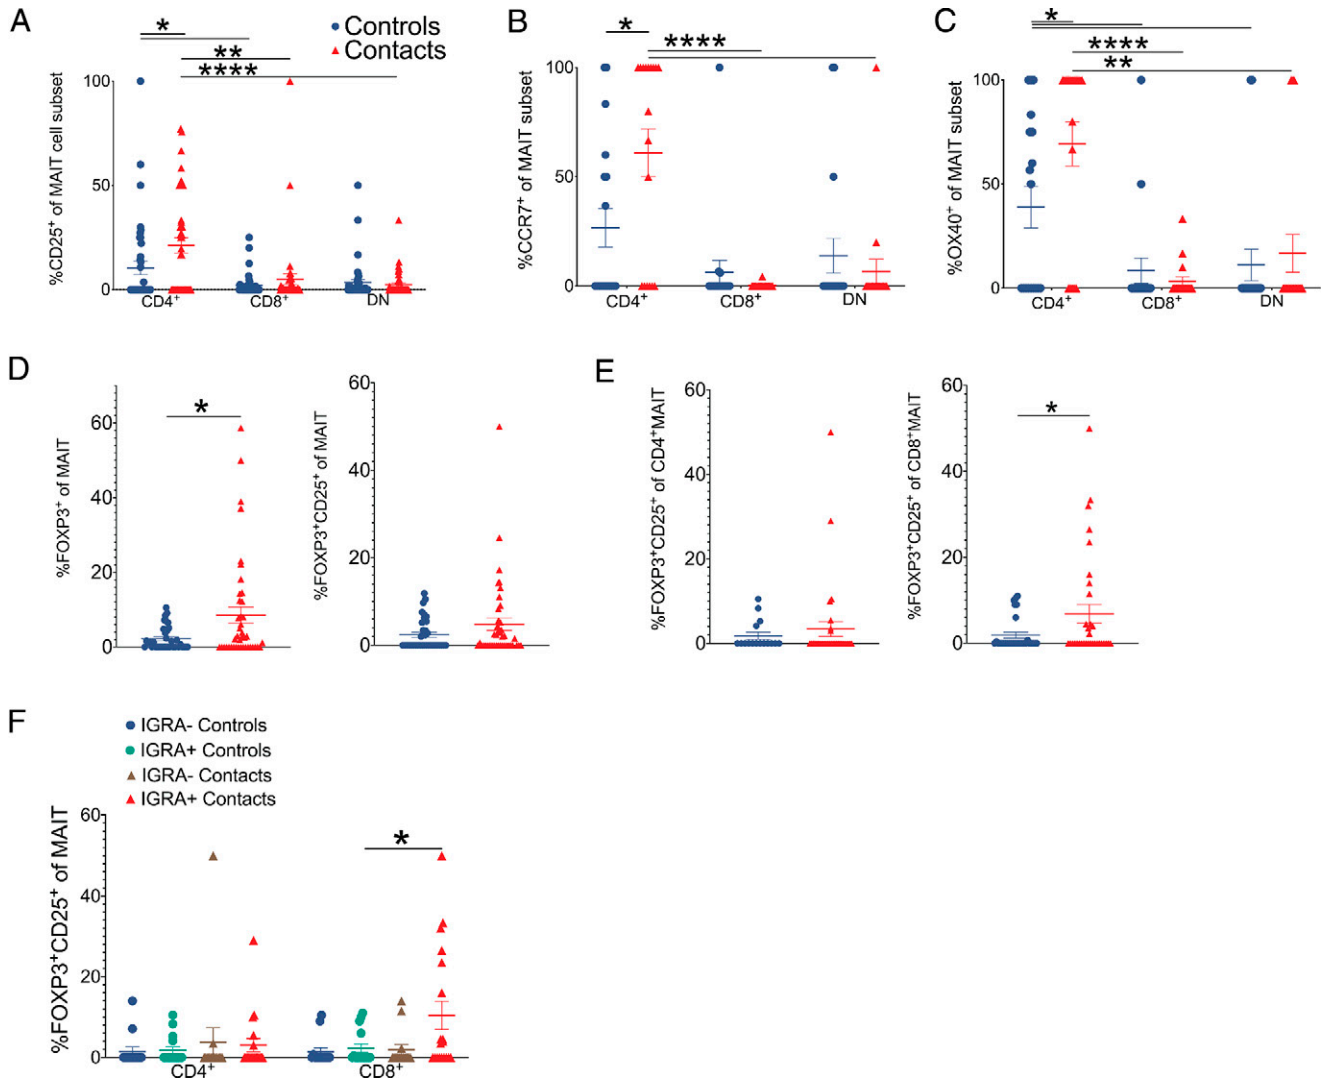 A
* 
Controls
Contacts
**
****
%CD25⁺ of MAIT cell subset
100
50
0
CD4⁺
CD8⁺
DN
B
*
****
%CCR7⁺ of MAIT subset
100
50
0
CD4⁺
CD8⁺
DN
C
*
****
**
%OX40⁺ of MAIT subset
100
50
0
CD4⁺
CD8⁺
DN
D
*
%FOXP3⁺ of MAIT
60
40
20
0
%FOXP3⁺CD25⁺ of MAIT
60
40
20
0
E
%FOXP3⁺CD25⁺ of CD4⁺MAIT
60
40
20
0
*
%FOXP3⁺CD25⁺ of CD8⁺MAIT
60
40
20
0
F
IGRA- Controls
IGRA+ Controls
IGRA- Contacts
IGRA+ Contacts
*
%FOXP3⁺CD25⁺ of MAIT
60
40
20
0
CD4⁺
CD8⁺